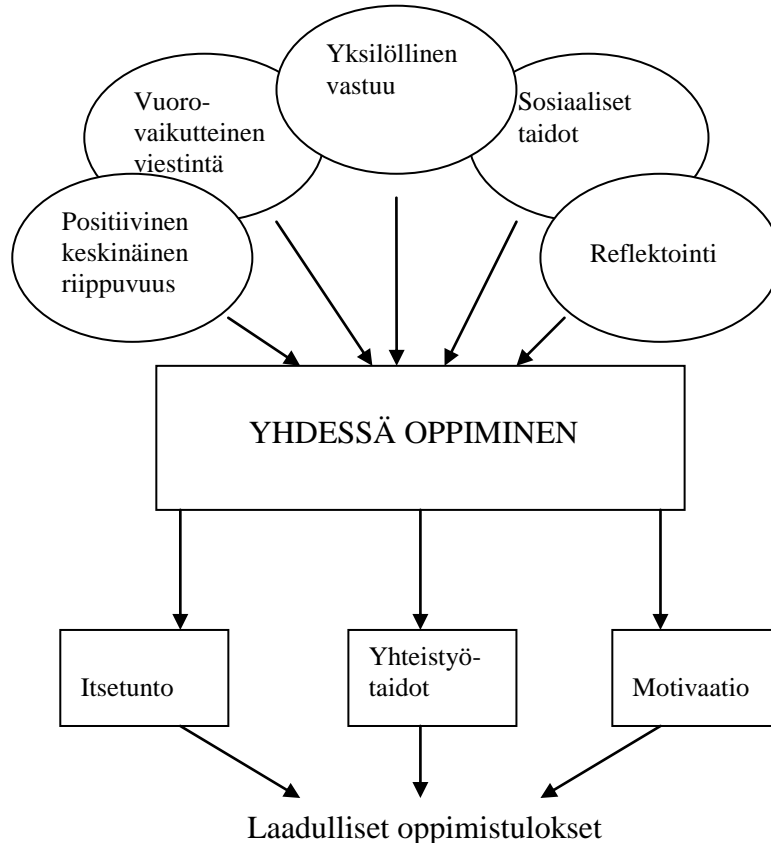 Yksilöllinen
vastuu
Vuoro-
vaikutteinen
viestintä
Sosiaaliset
taidot
Positiivinen
keskinäinen
riippuvuus
Reflektointi
YHDESSÄ OPPIMINEN
Itsetunto
Yhteistyö-
taidot
Motivaatio
Laadulliset oppimistulokset